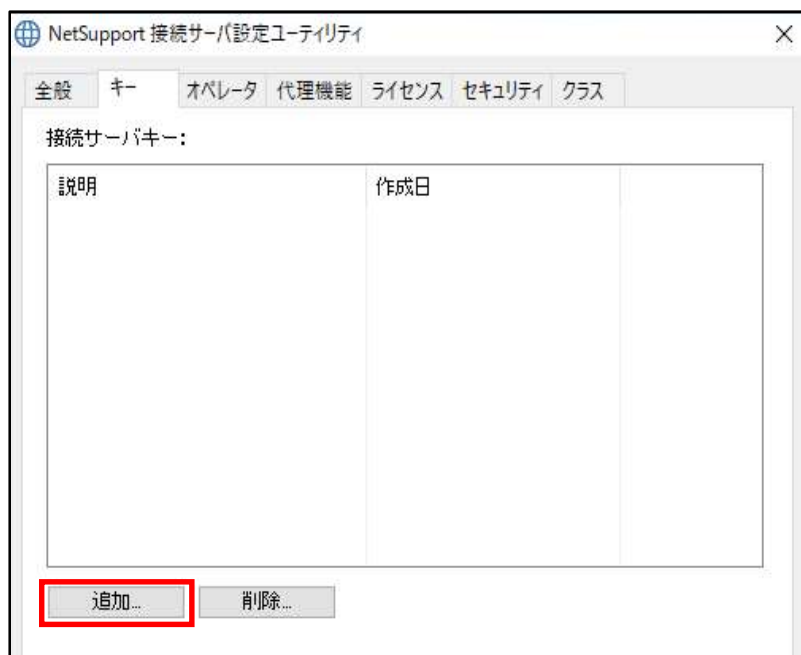 NetSupport 接続サーバ設定ユーティリティ
全般 キー オペレータ 代理機能 ライセンス セキュリティ クラス
接続サーバキー:
説明 作成日
追加... 削除...